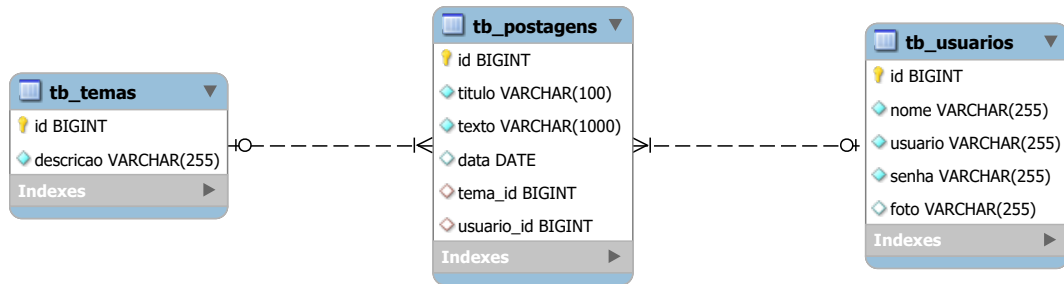 tb_temas
id BIGINT
descricao VARCHAR(255)
Indexes
tb_postagens
id BIGINT
titulo VARCHAR(100)
texto VARCHAR(1000)
data DATE
tema_id BIGINT
usuario_id BIGINT
Indexes
tb_usuarios
id BIGINT
nome VARCHAR(255)
usuario VARCHAR(255)
senha VARCHAR(255)
foto VARCHAR(255)
Indexes